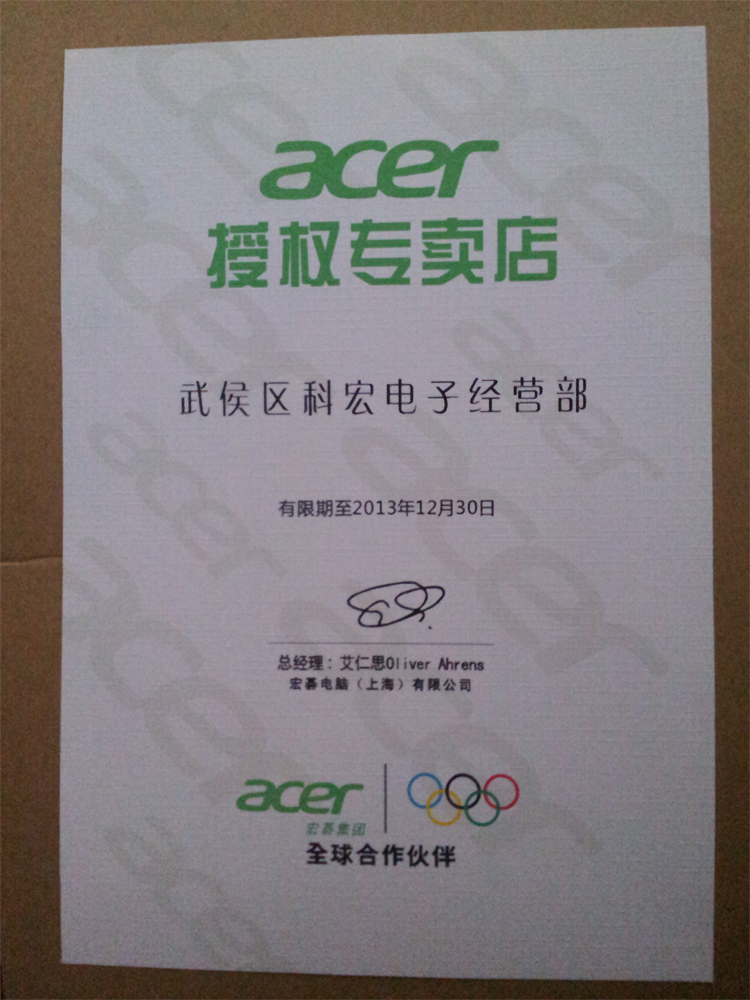 acer
授权专卖店
武侯区科宏电子经营部
有限期至2013年12月30日
总经理：艾仁思Oliver Ahrens
宏碁电脑（上海）有限公司
acer
宏碁集团
全球合作伙伴